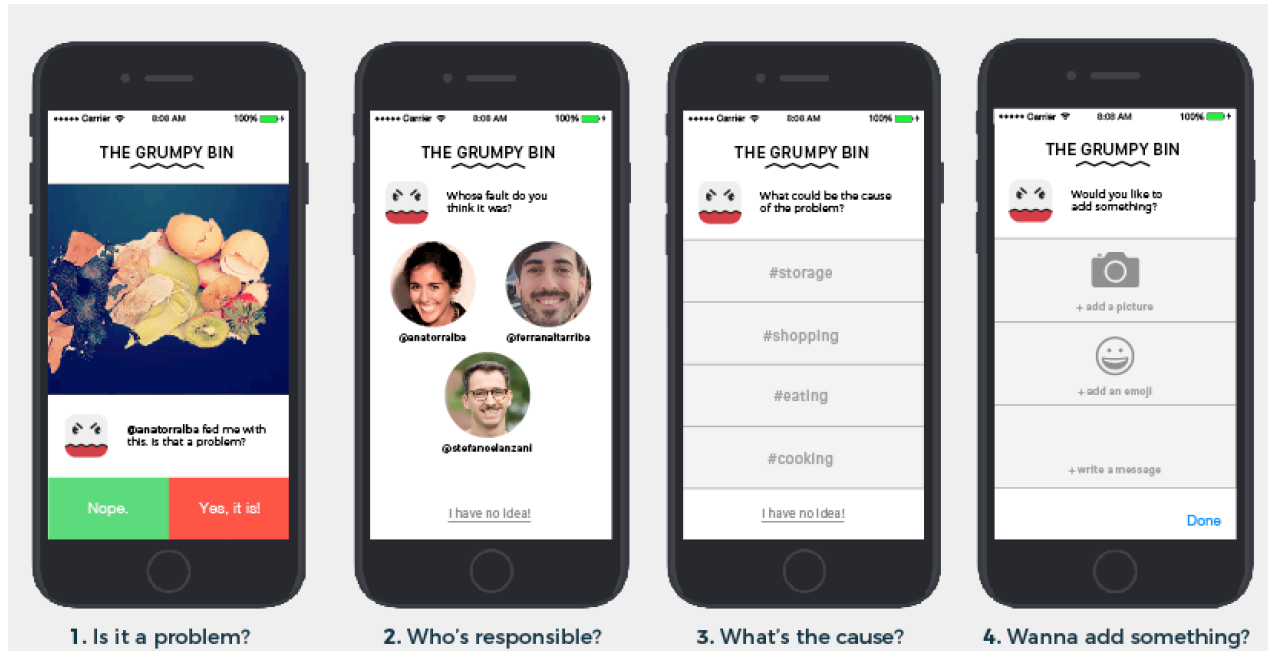 ••••• Carrier 8:08 AM 100%
THE GRUMPY BIN
@anatorralba fed me with
this. Is that a problem?
Nope. Yes, it is!
1. Is it a problem?
••••• Carrier 8:08 AM 100%
THE GRUMPY BIN
Whose fault do you
think it was?
@anatorralba @ferranaltarriba
@stefanoelanzani
I have no idea!
2. Who's responsible?
••••• Carrier 8:08 AM 100%
THE GRUMPY BIN
What could be the cause
of the problem?
#storage
#shopping
#eating
#cooking
I have no idea!
3. What's the cause?
••••• Carrier 8:08 AM 100%
THE GRUMPY BIN
Would you like to
add something?
+ add a picture
+ add an emoji
+ write a message
Done
4. Wanna add something?